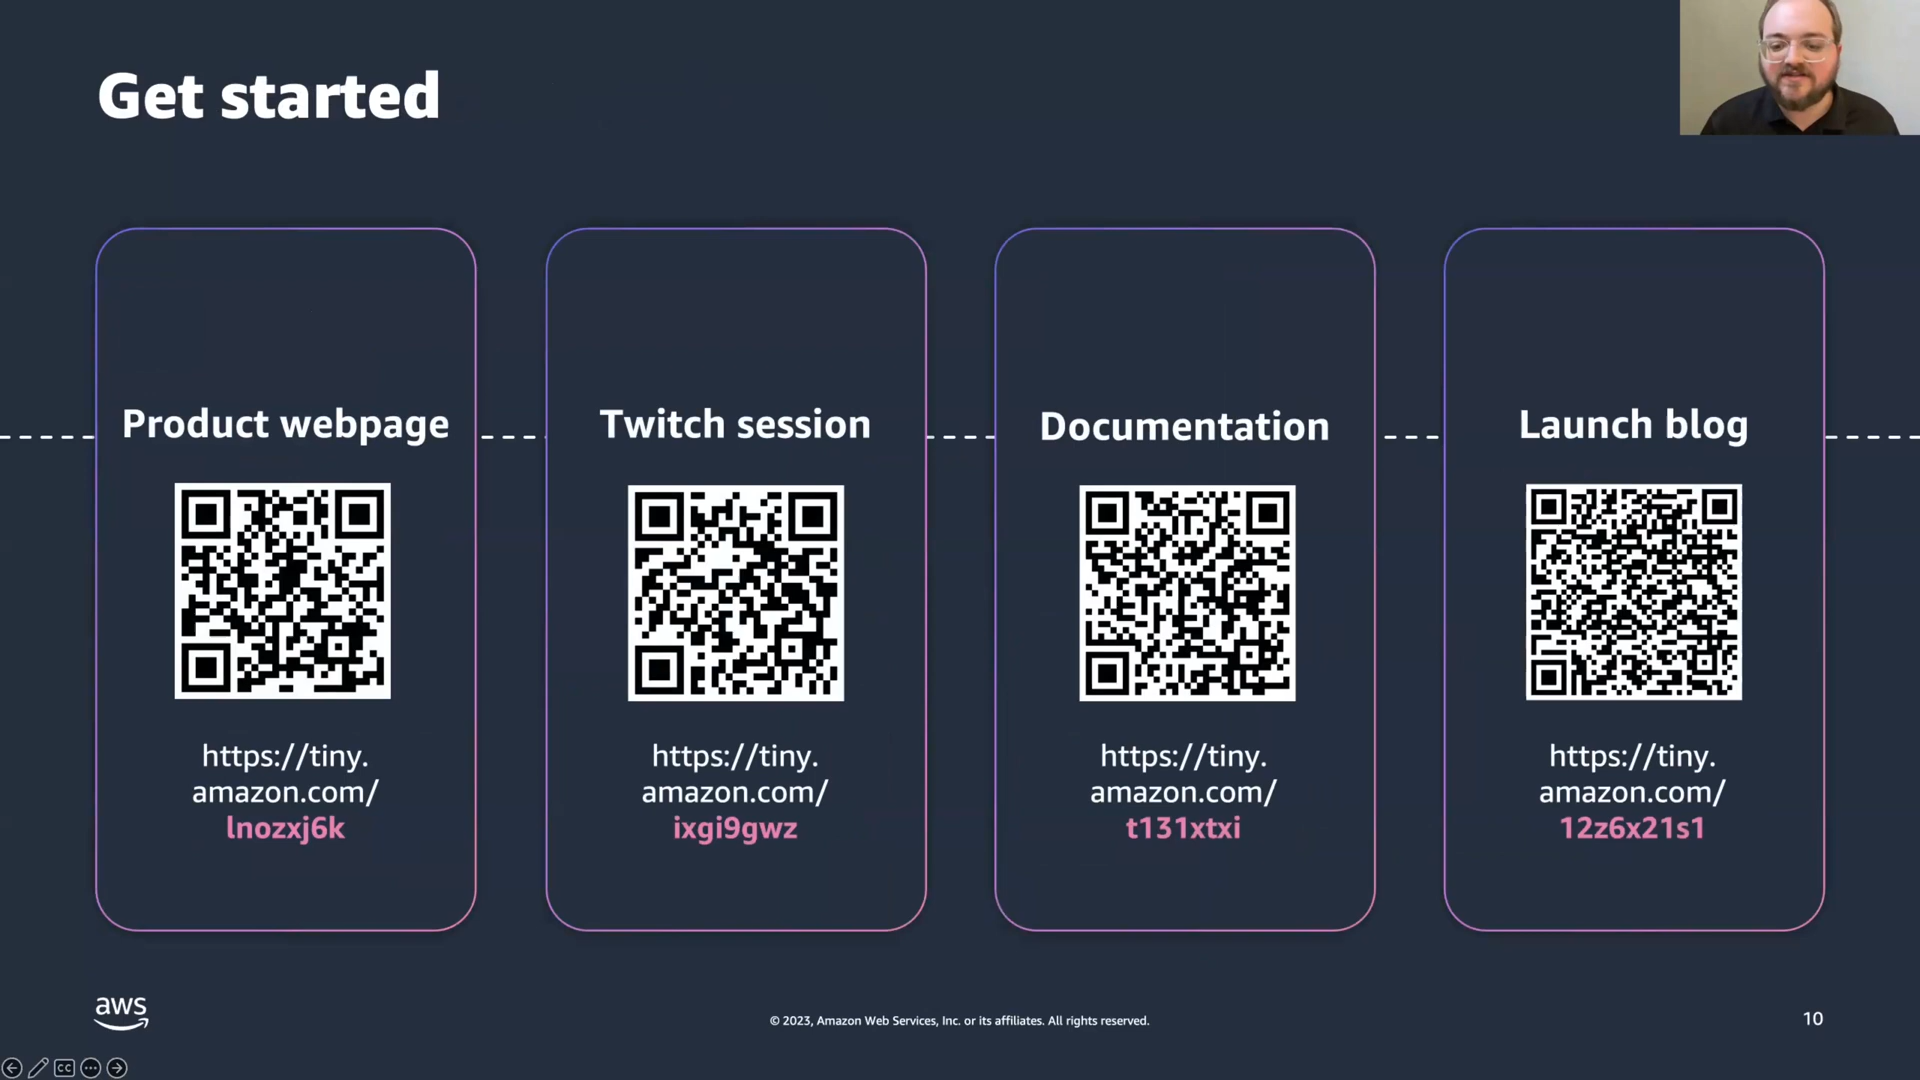 Get started
Product webpage
https://tiny.
amazon.com/
lnozxj6k
Twitch session
https://tiny.
amazon.com/
ixgi9gwz
Documentation
https://tiny.
amazon.com/
t131xtxi
Launch blog
https://tiny.
amazon.com/
12z6x21s1
aws
© 2023, Amazon Web Services, Inc. or its affiliates. All rights reserved.
10
CC